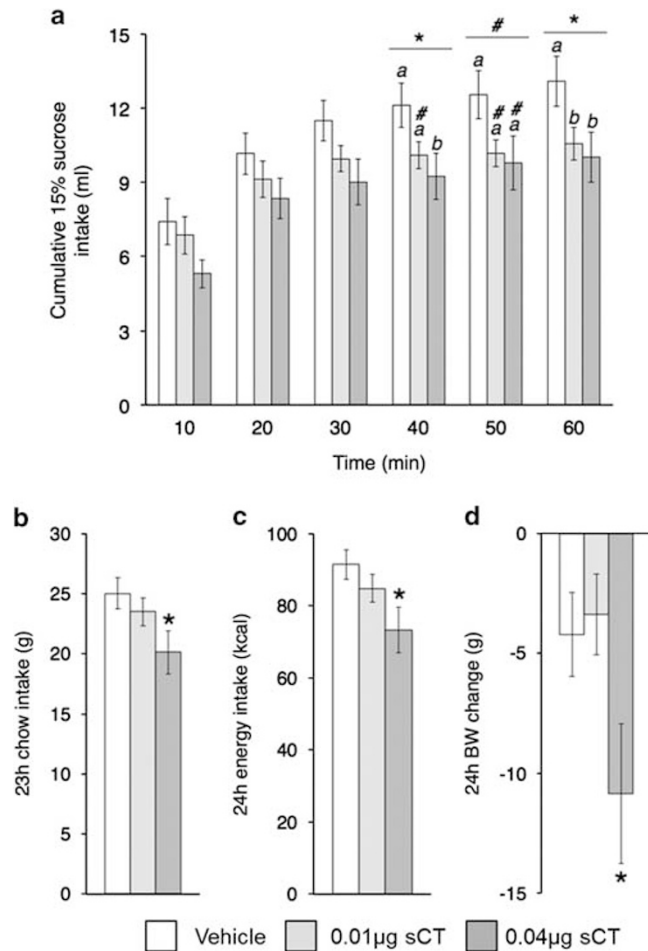 a
* # *
a a a
# # #
a b a a b b
Cumulative 15% sucrose
intake (ml)
15
12
9
6
3
0
10 20 30 40 50 60
Time (min)
b
23h chow intake (g)
30
25
20
15
10
5
0
*
c
24h energy intake (kcal)
100
80
60
40
20
0
*
d
24h BW change (g)
0
-5
-10
-15
*
Vehicle 0.01µg sCT 0.04µg sCT